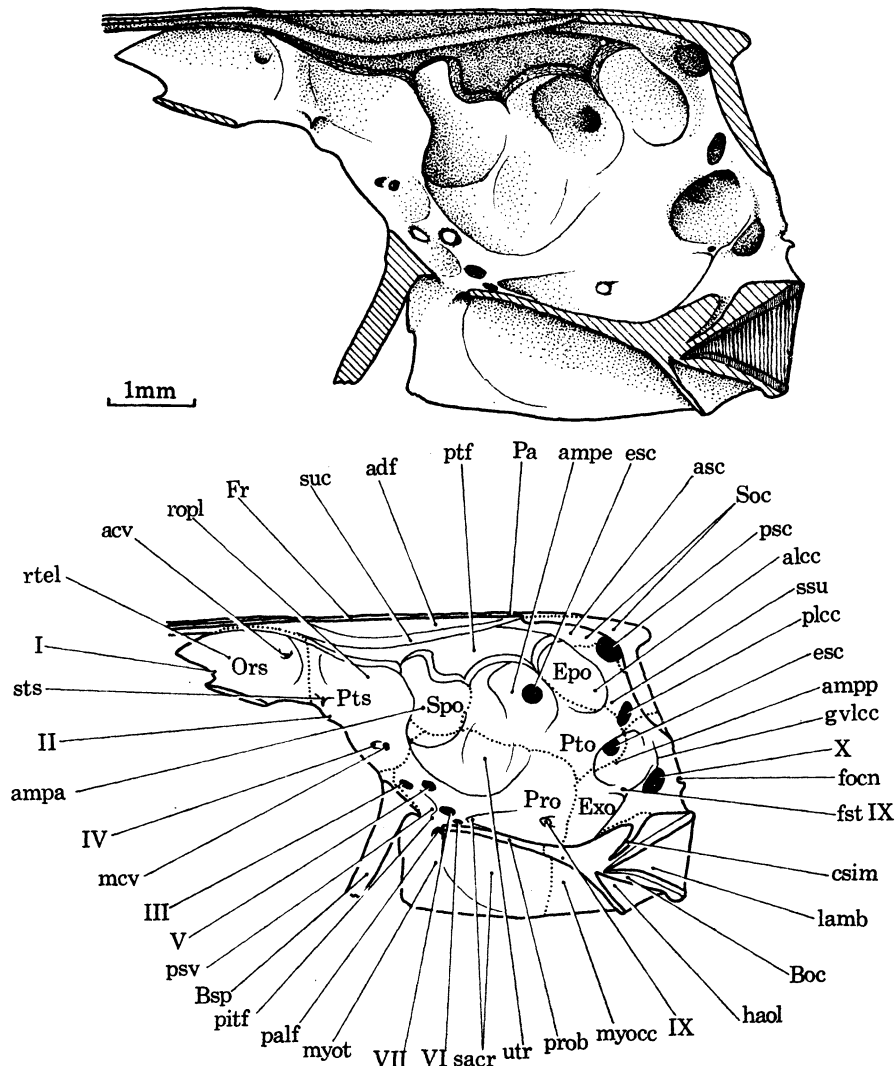 1mm
ptf Pa ampe esc
suc adf asc
Fr Soc
ropl psc
acv alcc
rtel ssu
I plcc
Ors Epo esc
sts Pts Spo ampp
II Pto gvlcc
ampa X
Pro focn
IV Exo fst IX
mcv csim
III lamb
V
psv Boc
Bsp haol
pitf IX
palf myocc
myot prob
VII VI sacr utr